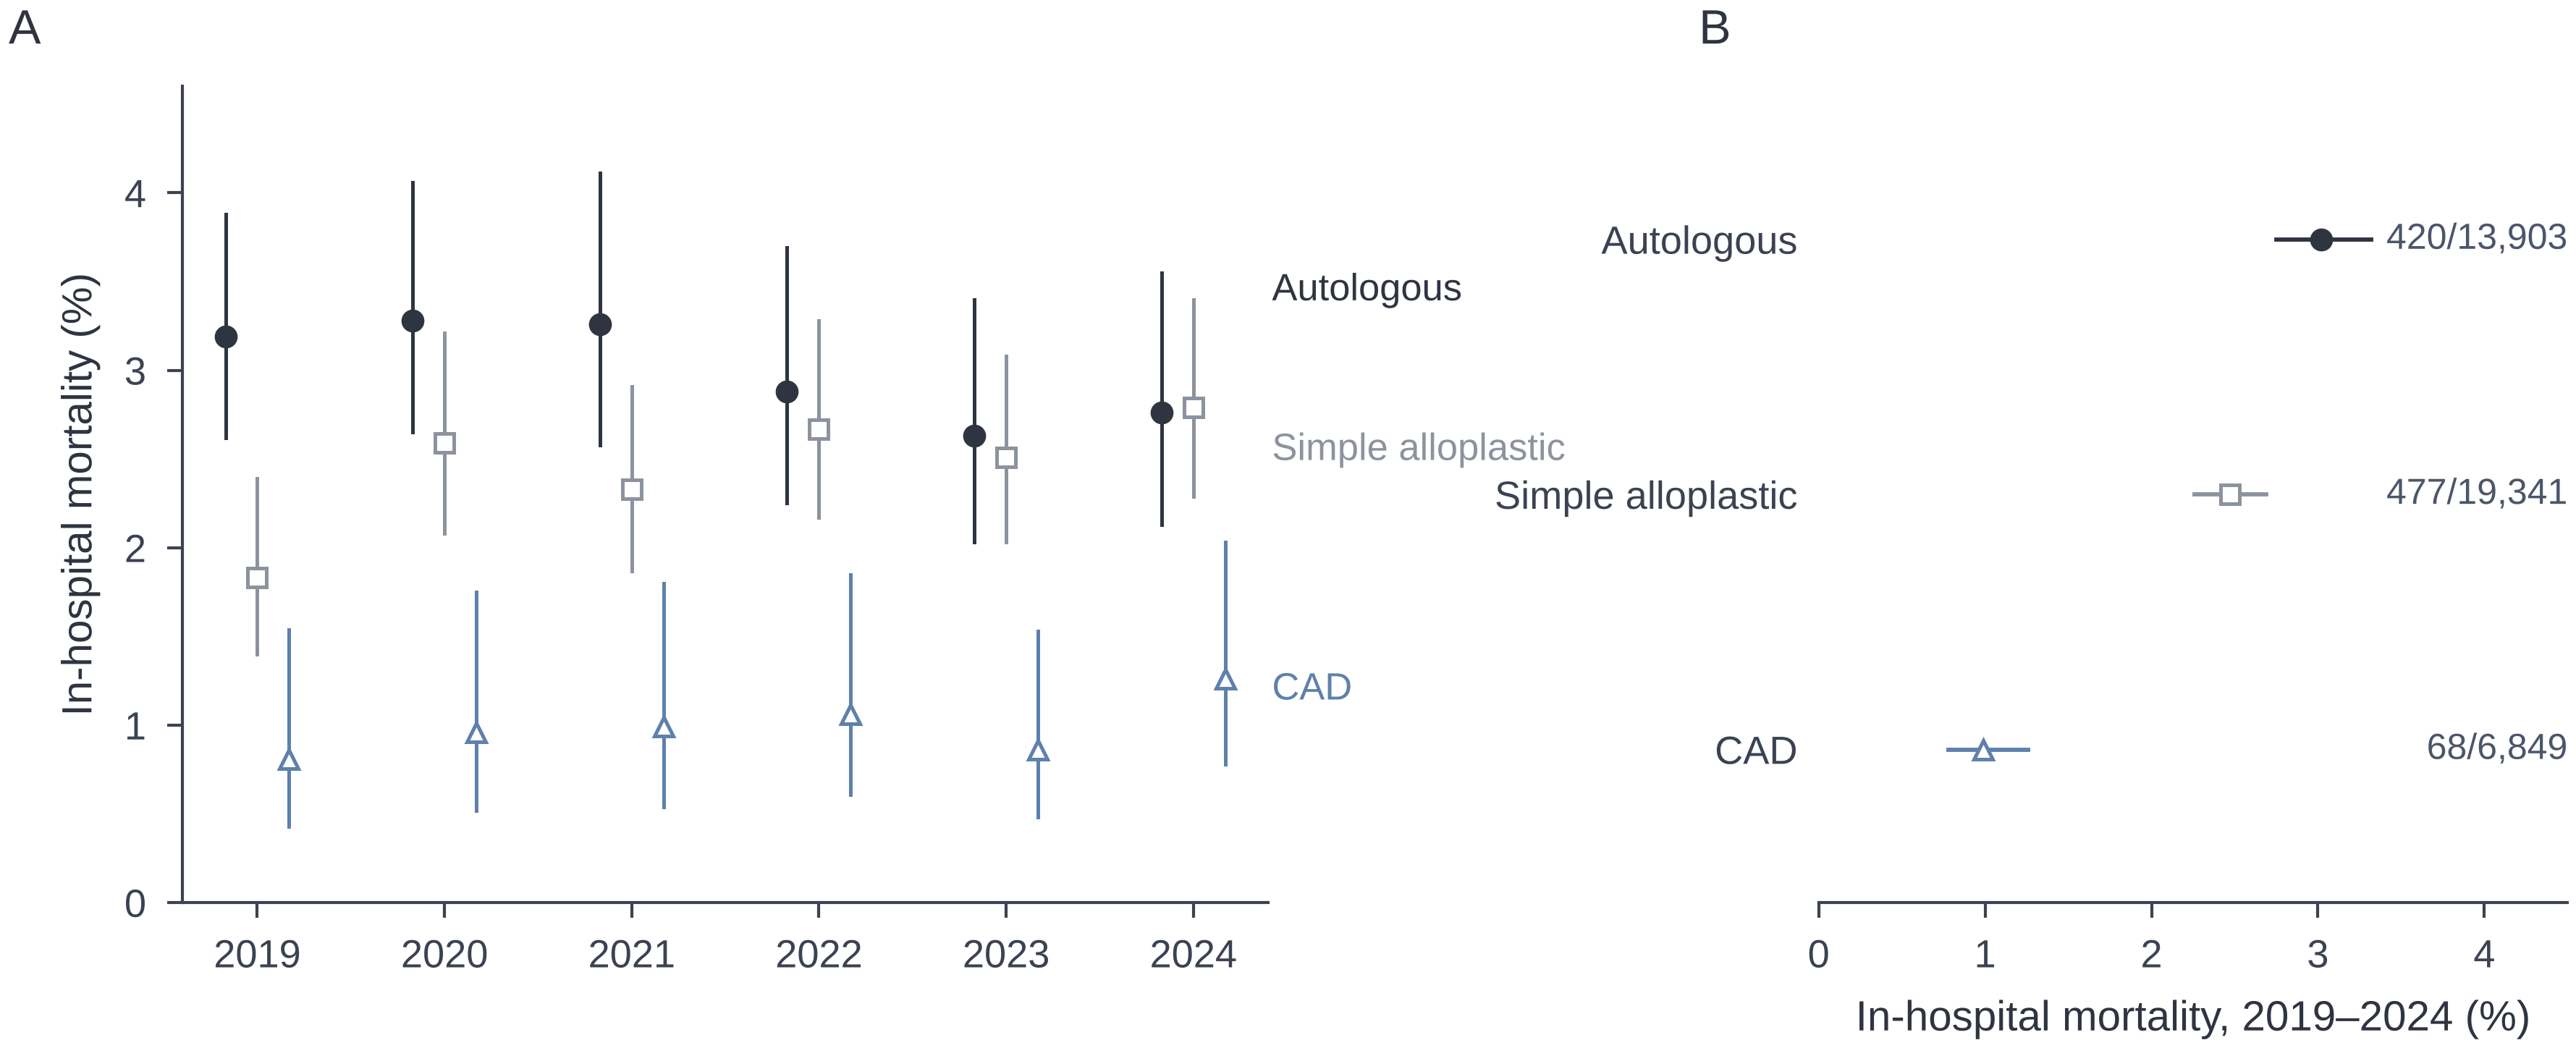 A
In-hospital mortality (%)
4
3
2
1
0
2019 2020 2021 2022 2023 2024
Autologous
Simple alloplastic
CAD
B
Autologous 420/13,903
Simple alloplastic 477/19,341
CAD 68/6,849
0 1 2 3 4
In-hospital mortality, 2019–2024 (%)